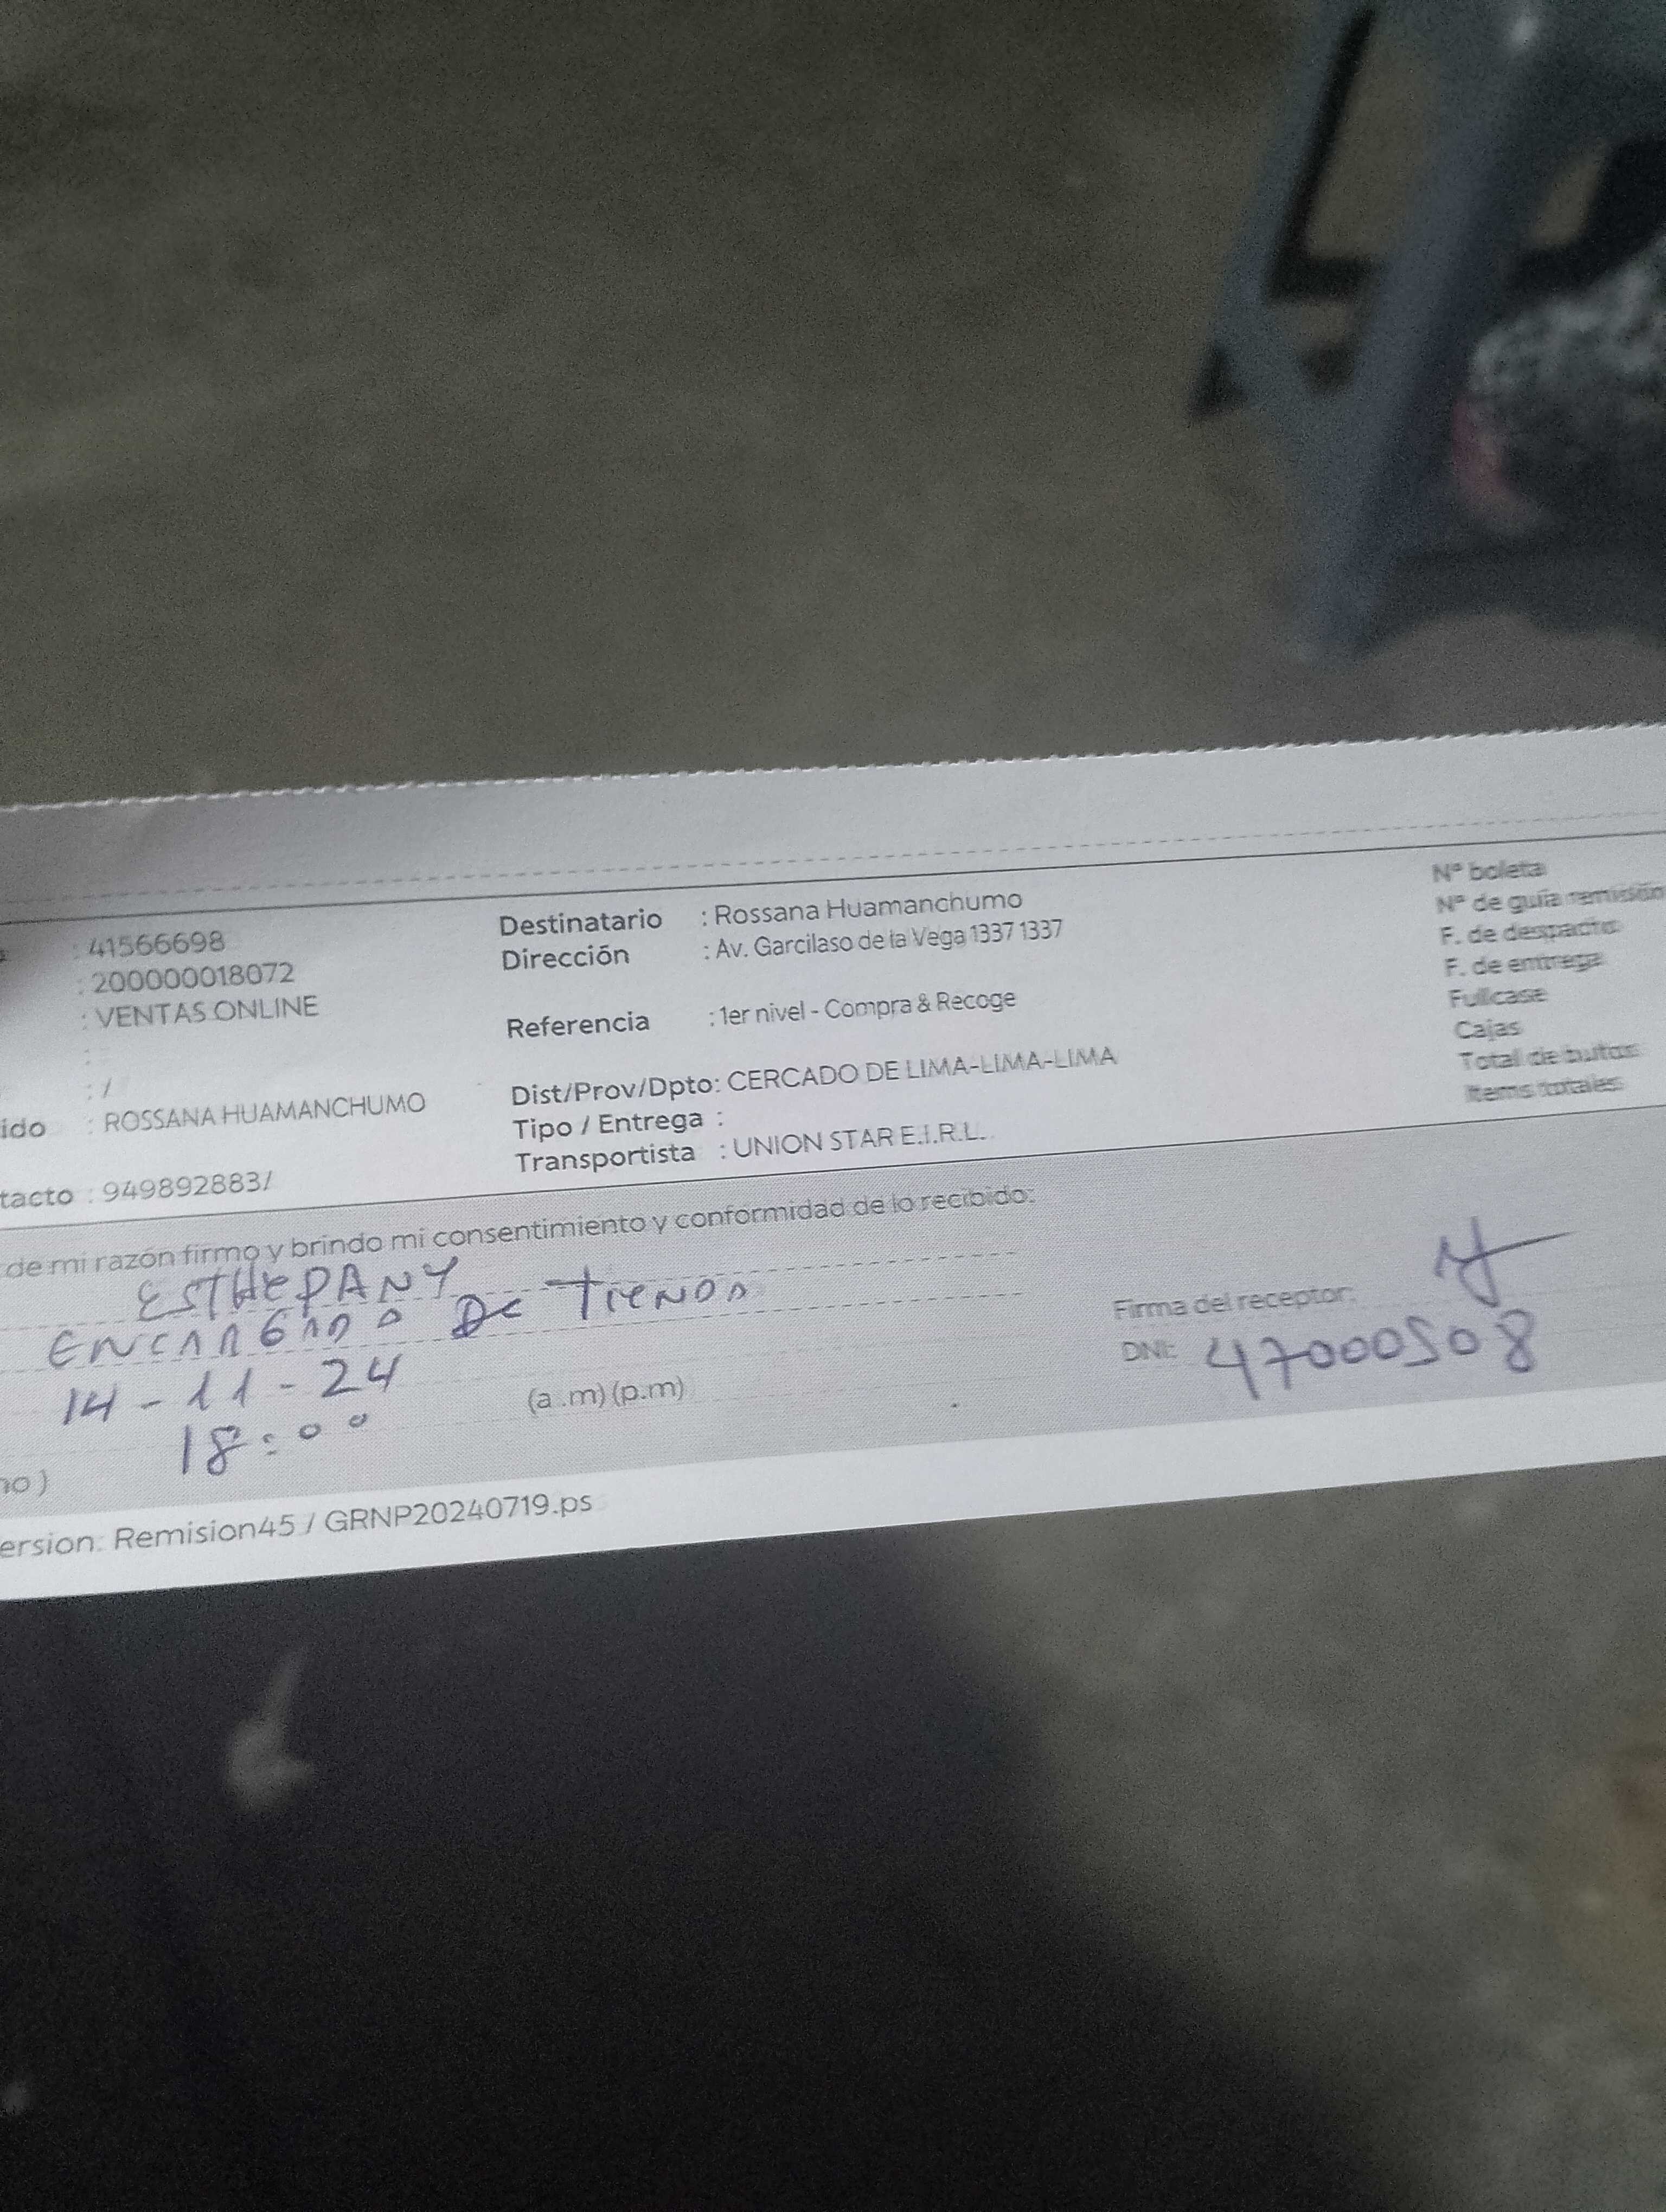 : 41566698
: 200000018072
: VENTAS ONLINE
:
: /
ido : ROSSANA HUAMANCHUMO
tacto : 949892883/
Destinatario : Rossana Huamanchumo
Dirección : Av. Garcilaso de la Vega 1337 1337
Referencia : 1er nivel - Compra & Recoge
Dist/Prov/Dpto: CERCADO DE LIMA-LIMA-LIMA
Tipo / Entrega :
Transportista : UNION STAR E.I.R.L.
N° boleta
N° de guía remisión
F. de despacho
F. de entrega
Fullcase
Cajas
Total de bultos
Items totales
de mi razón firmo y brindo mi consentimiento y conformidad de lo recibido:
ESTHEPANY
ENCARGADO DE TIENDA
14-11-24
18:00 (a.m) (p.m)
Firma del receptor:
DNI: 47000508
no)
ersion: Remision45 / GRNP20240719.ps